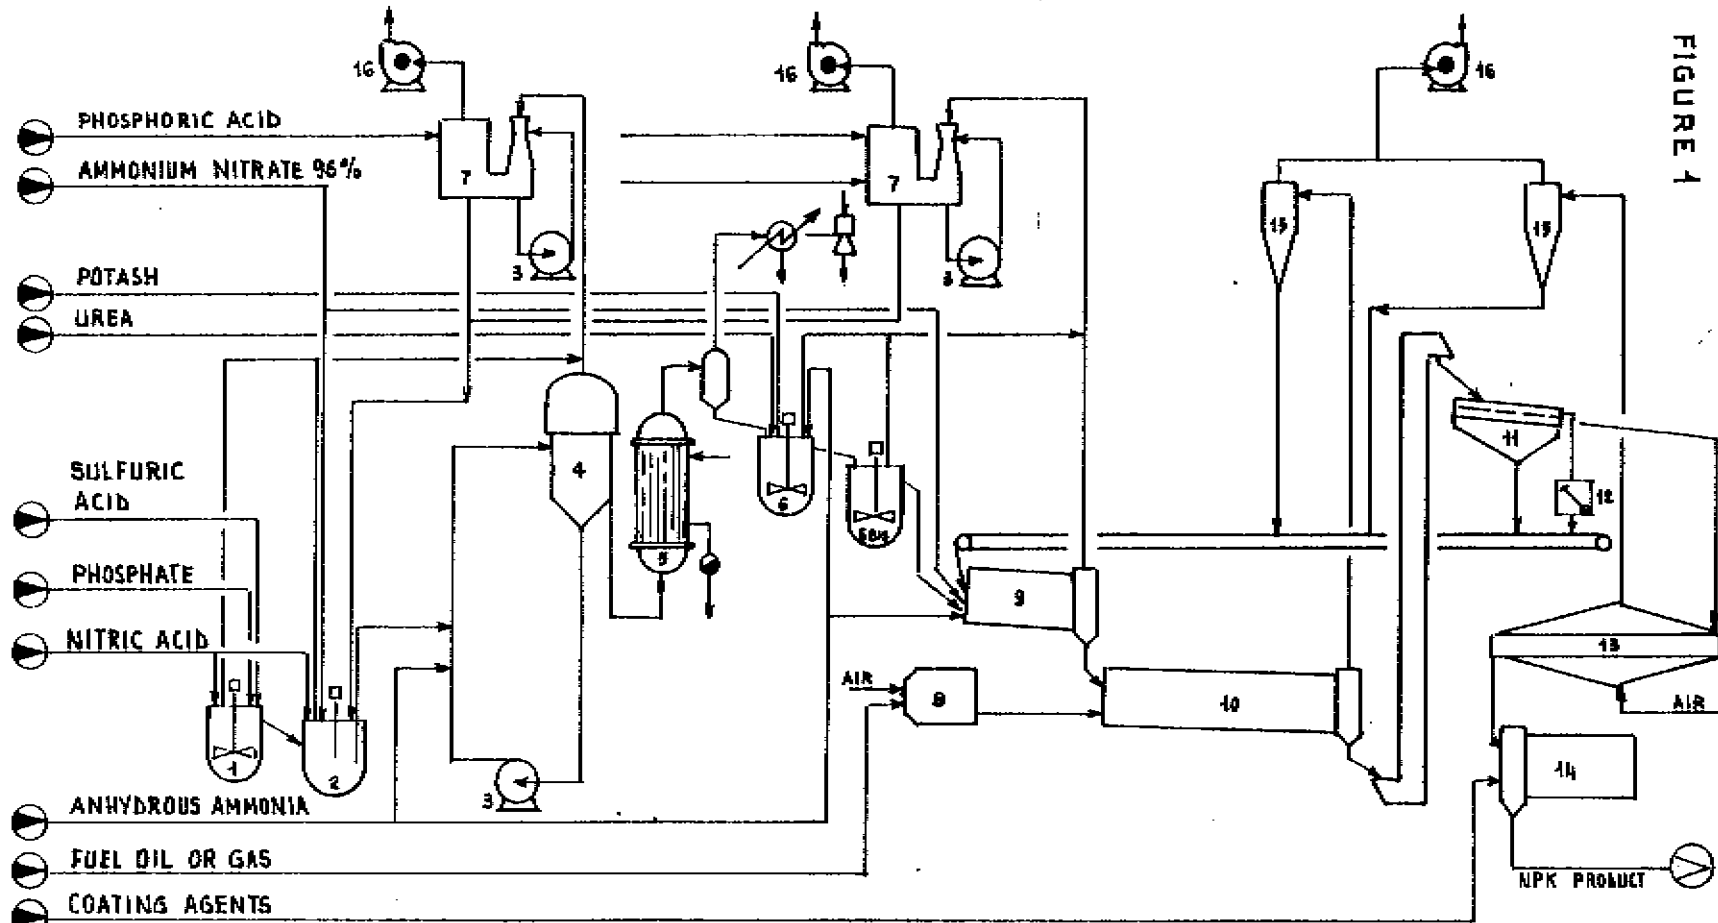 FIGURE 1
16
16
16
PHOSPHORIC ACID
AMMONIUM NITRATE 96%
7
7
15
15
3
3
POTASH
UREA
4
11
SULFURIC
ACID
6
12
5
6 BIS
PHOSPHATE
9
NITRIC ACID
13
AIR
8
10
AIR
1
2
14
3
ANHYDROUS AMMONIA
FUEL OIL OR GAS
NPK PRODUCT
COATING AGENTS